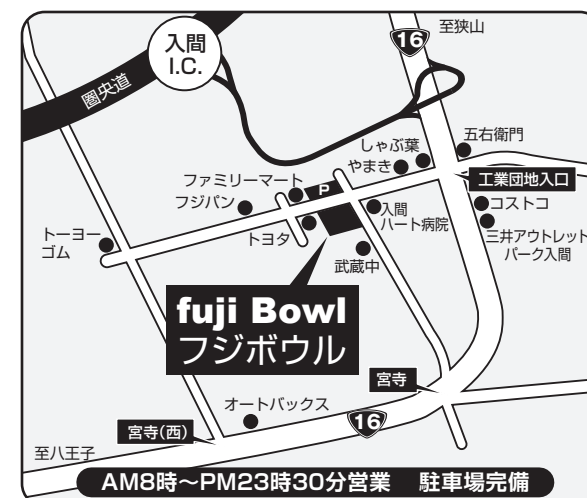 至狭山
16
入間
I.C.
圏央道
五右衛門
しゃぶ葉
やまき
工業団地入口
ファミリーマート
P
フジパン
コストコ
入間
ハート病院
三井アウトレット
パーク入間
トヨタ
トーヨー
ゴム
武蔵中
fuji Bowl
フジボウル
宮寺
オートバックス
16
宮寺(西)
至八王子
AM8時〜PM23時30分営業 駐車場完備